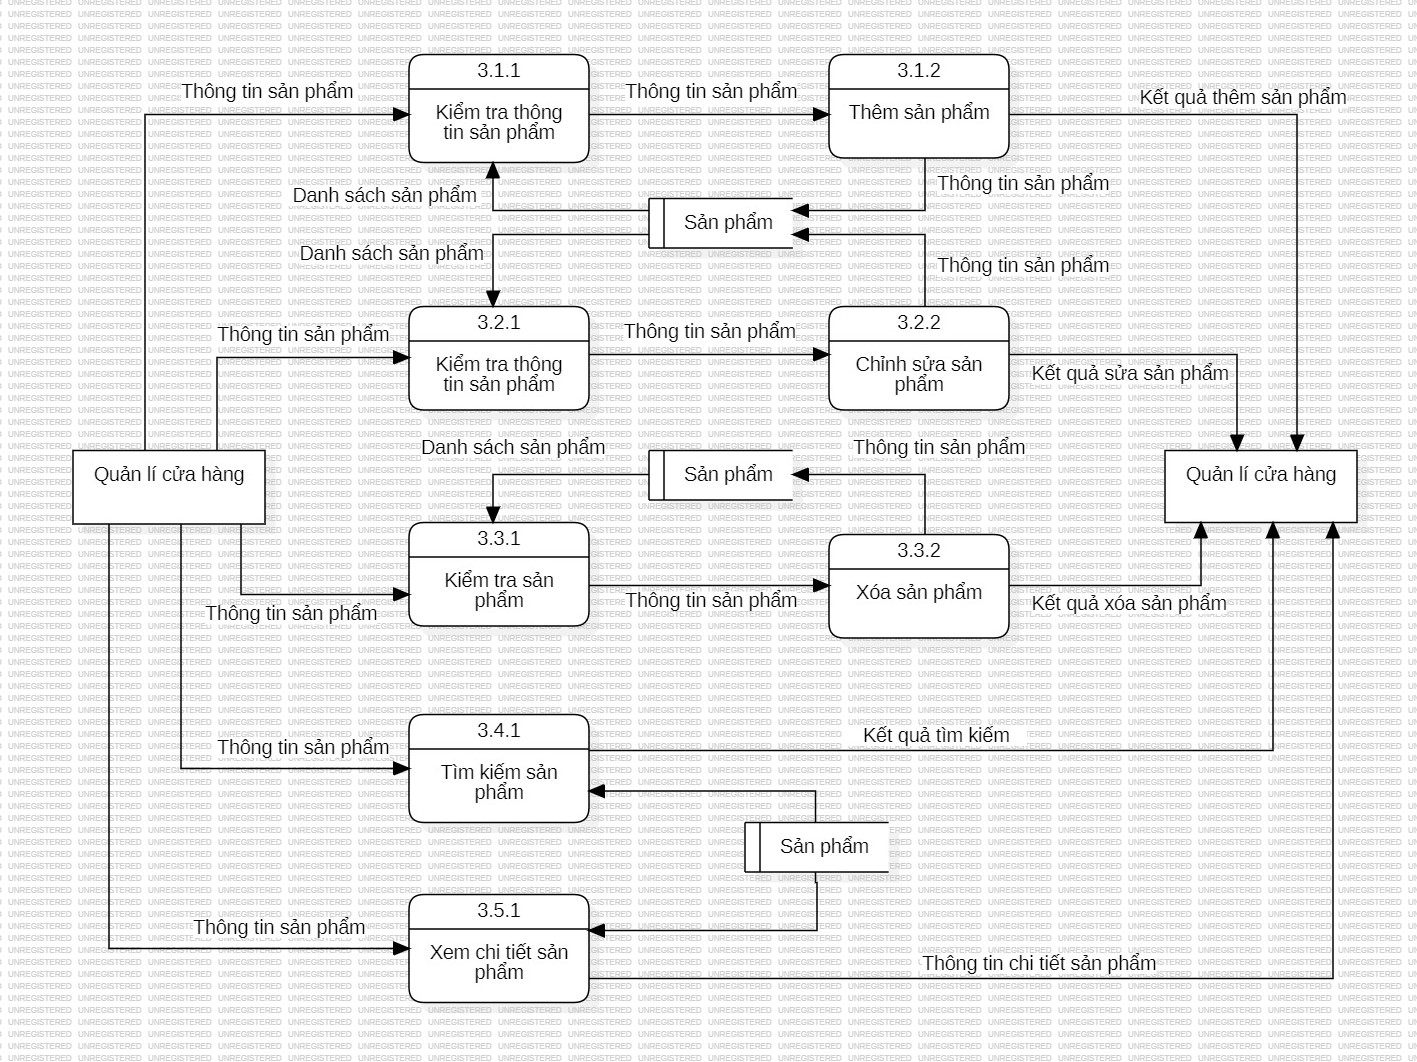 3.1.1
3.1.2
Thông tin sản phẩm
Thông tin sản phẩm
Kết quả thêm sản phẩm
Kiểm tra thông
tin sản phẩm
Thêm sản phẩm
Danh sách sản phẩm
Thông tin sản phẩm
Sản phẩm
Danh sách sản phẩm
Thông tin sản phẩm
3.2.1
3.2.2
Thông tin sản phẩm
Thông tin sản phẩm
Kiểm tra thông
tin sản phẩm
Chỉnh sửa sản
phẩm
Kết quả sửa sản phẩm
Danh sách sản phẩm
Thông tin sản phẩm
Quản lí cửa hàng
Sản phẩm
Quản lí cửa hàng
3.3.1
3.3.2
Kiểm tra sản
phẩm
Xóa sản phẩm
Thông tin sản phẩm
Thông tin sản phẩm
Kết quả xóa sản phẩm
3.4.1
Thông tin sản phẩm
Kết quả tìm kiếm
Tìm kiếm sản
phẩm
Sản phẩm
3.5.1
Thông tin sản phẩm
Xem chi tiết sản
phẩm
Thông tin chi tiết sản phẩm
UNREGISTERED